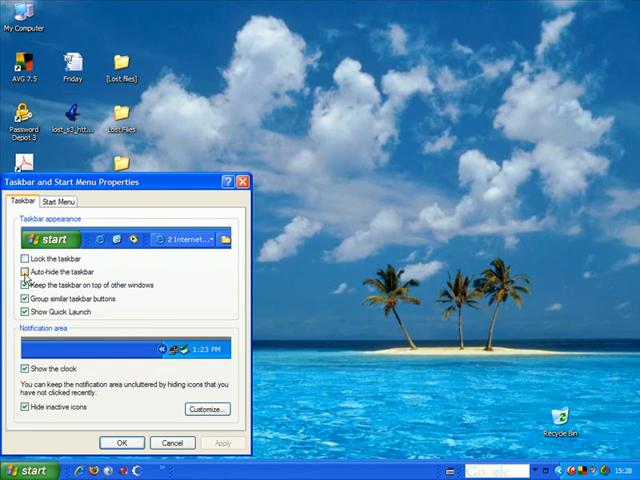 My Computer
AVG 7.5
Friday
[Lost files]
Password
Depot 3
lost_s3_htt...
Lost Files
Taskbar and Start Menu Properties
Taskbar
Start Menu
Taskbar appearance
start
2 Internet...
Lock the taskbar
Auto-hide the taskbar
Keep the taskbar on top of other windows
Group similar taskbar buttons
Show Quick Launch
Notification area
1:23 PM
Show the clock
You can keep the notification area uncluttered by hiding icons that you
have not clicked recently.
Hide inactive icons
Customize...
OK
Cancel
Apply
Recycle Bin
start
Google
15:28